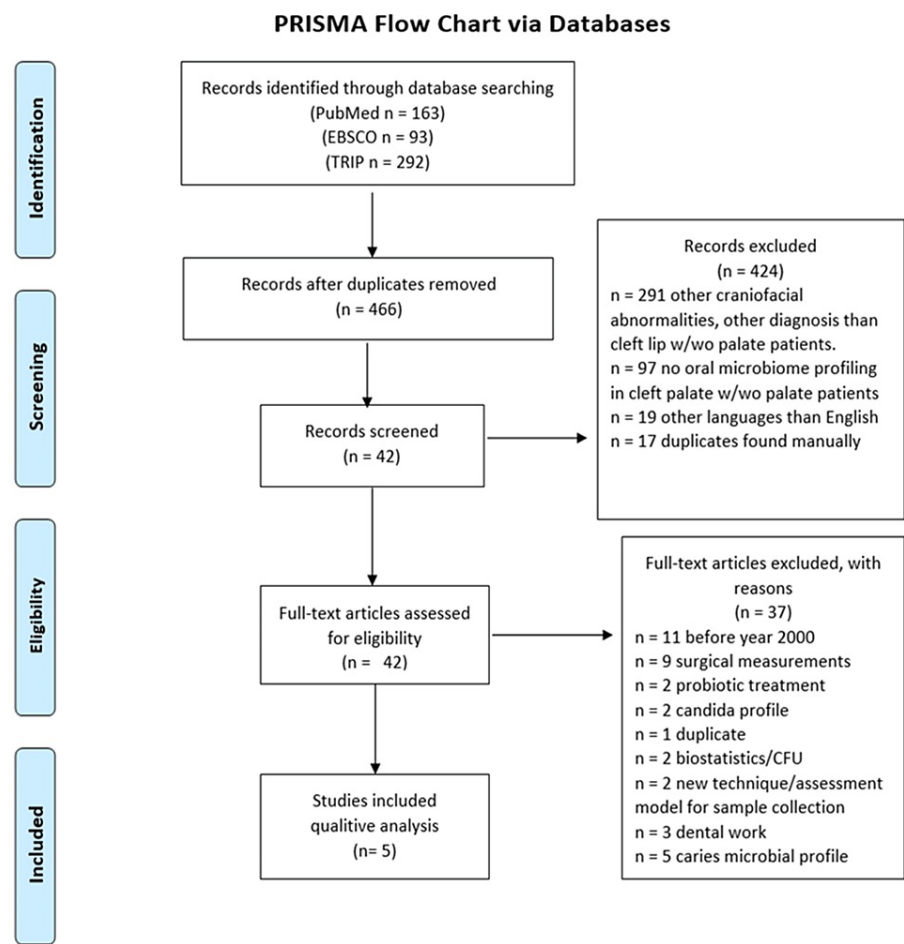 PRISMA Flow Chart via Databases
Identification
Records identified through database searching
(PubMed n = 163)
(EBSCO n = 93)
(TRIP n = 292)
Records after duplicates removed
(n = 466)
Screening
Records excluded
(n = 424)
n = 291 other craniofacial
abnormalities, other diagnosis than
cleft lip w/wo palate patients.
n = 97 no oral microbiome profiling
in cleft palate w/wo palate patients
n = 19 other languages than English
n = 17 duplicates found manually
Records screened
(n = 42)
Eligibility
Full-text articles assessed
for eligibility
(n = 42)
Full-text articles excluded, with
reasons
(n = 37)
n = 11 before year 2000
n = 9 surgical measurements
n = 2 probiotic treatment
n = 2 candida profile
n = 1 duplicate
n = 2 biostatistics/CFU
n = 2 new technique/assessment
model for sample collection
n = 3 dental work
n = 5 caries microbial profile
Included
Studies included
qualitive analysis
(n= 5)